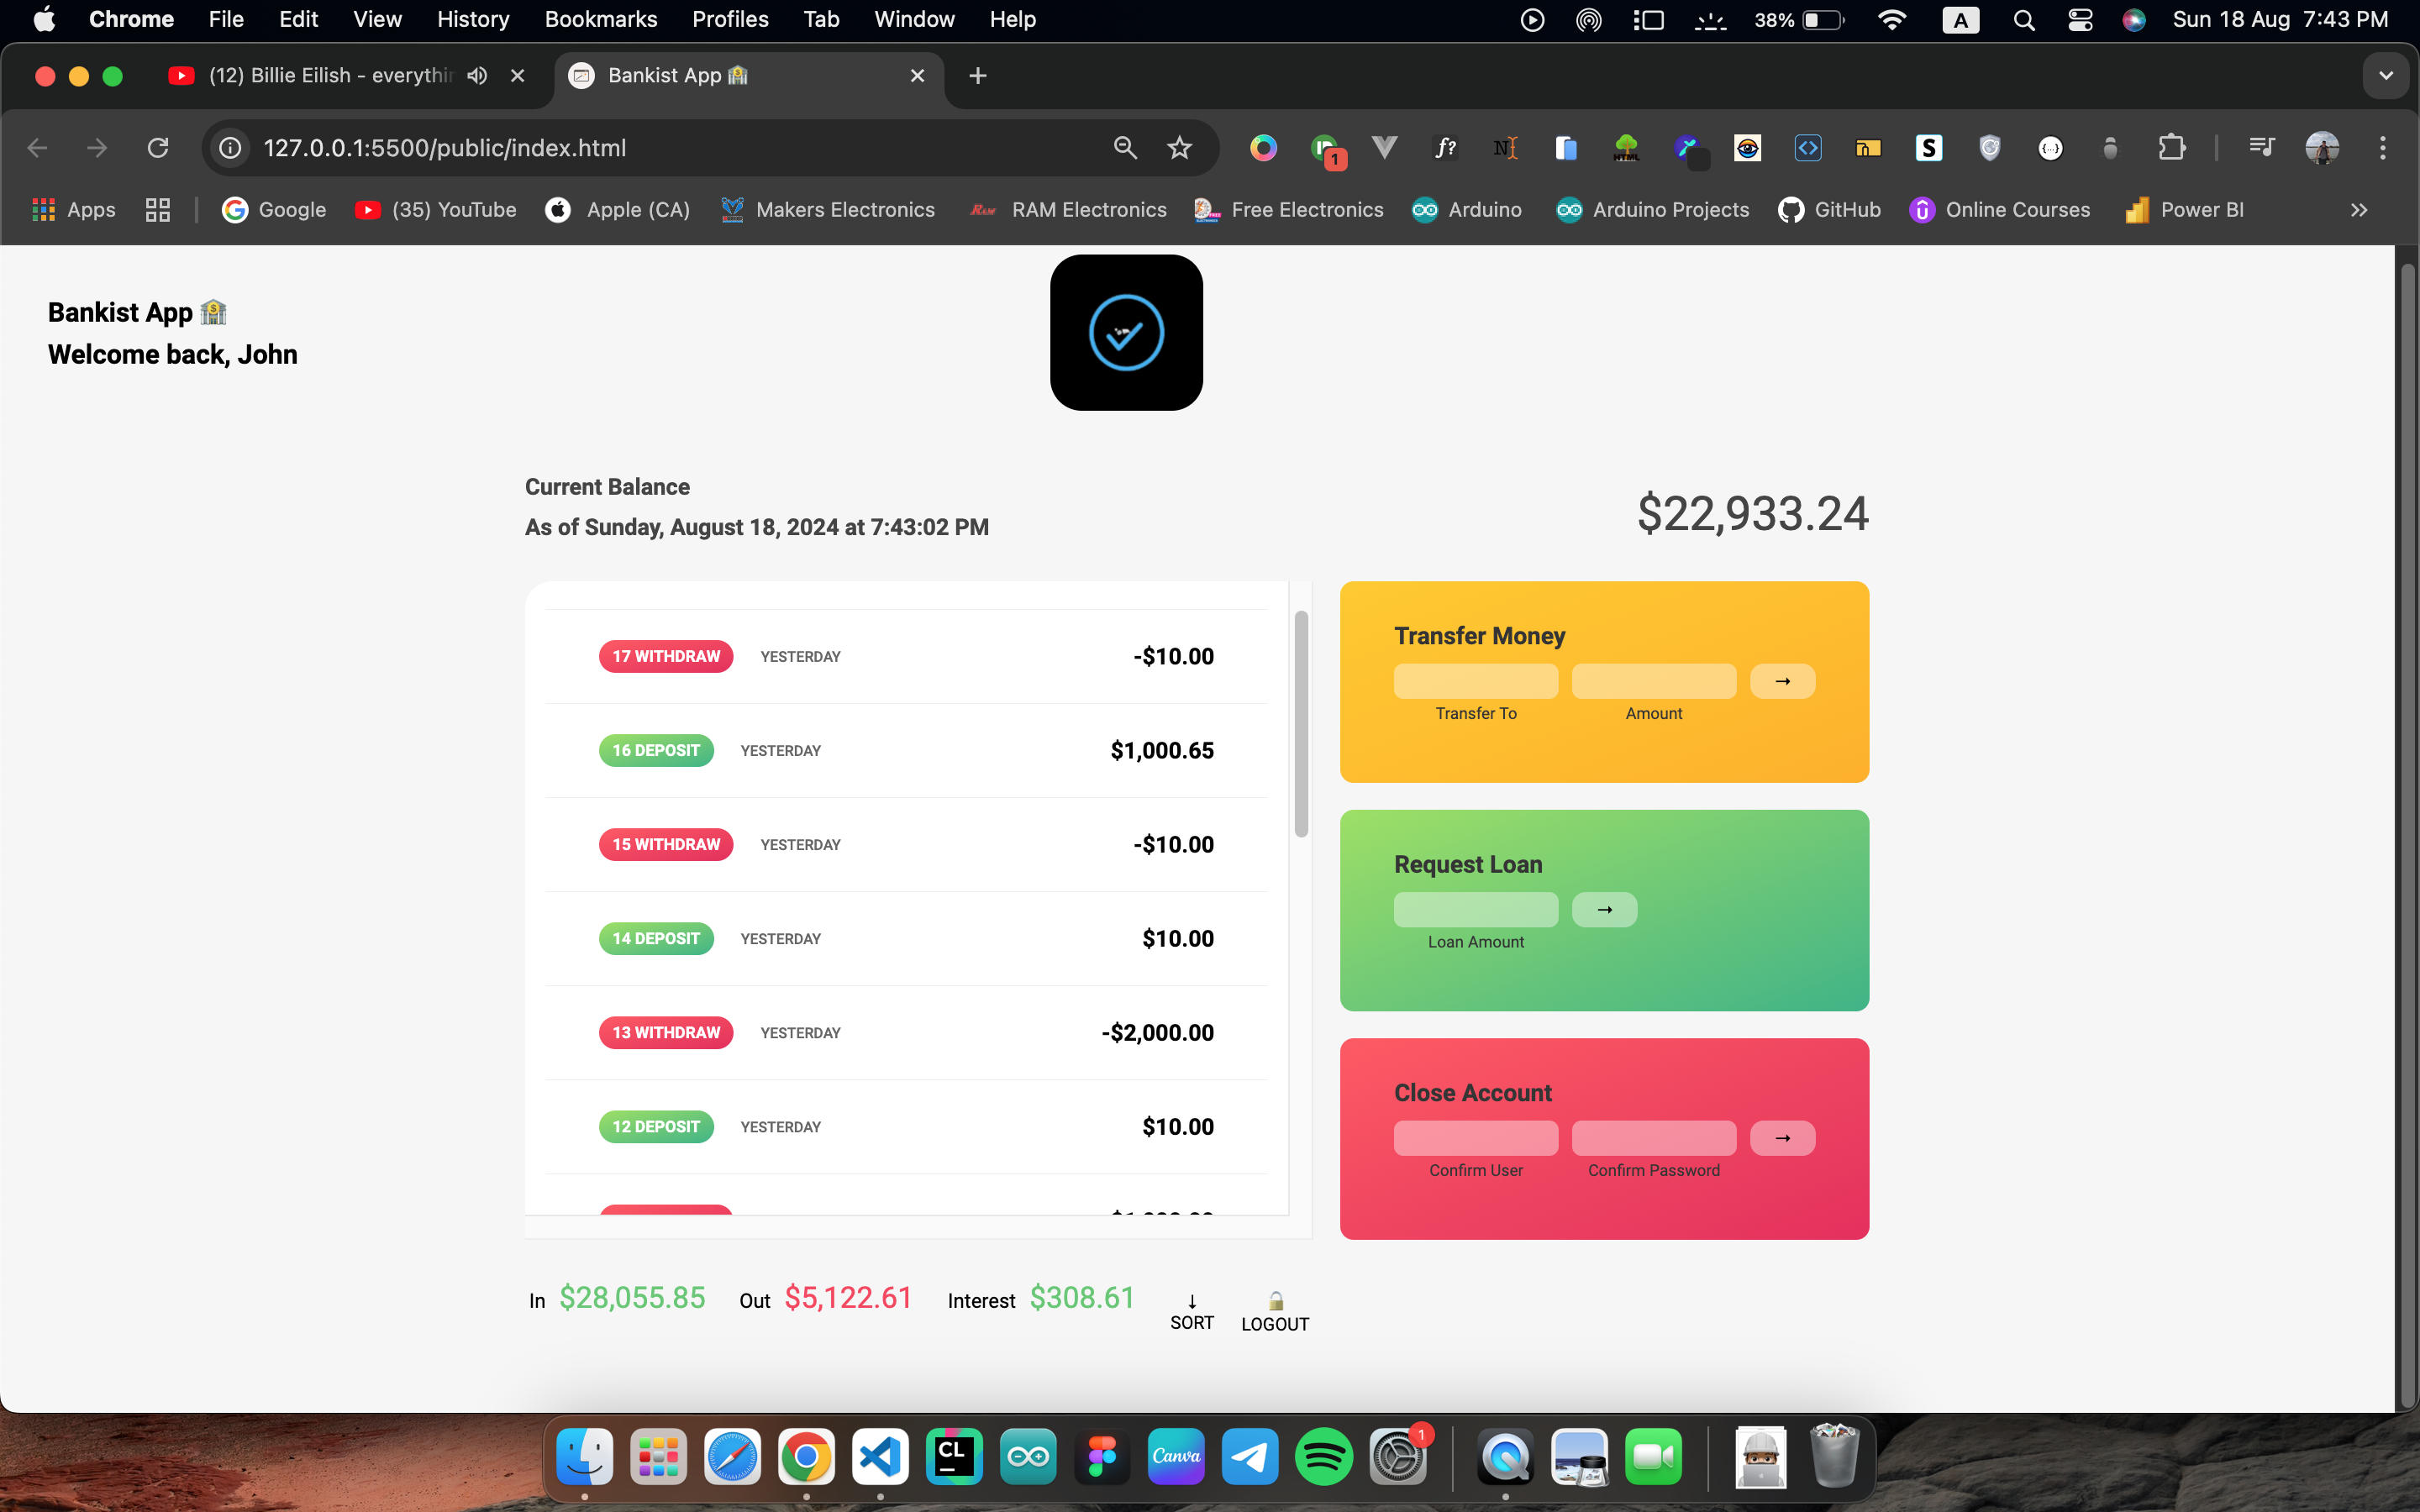 Chrome File Edit View History Bookmarks Profiles Tab Window Help 38% A Sun 18 Aug 7:43 PM
(12) Billie Eilish - everythin Bankist App
127.0.0.1:5500/public/index.html f? 1 S
Apps Google (35) YouTube Apple (CA) Makers Electronics RAM Electronics Free Electronics Arduino Arduino Projects GitHub Online Courses Power BI
Bankist App
Welcome back, John
Current Balance
As of Sunday, August 18, 2024 at 7:43:02 PM
$22,933.24
17 WITHDRAW YESTERDAY -$10.00
16 DEPOSIT YESTERDAY $1,000.65
15 WITHDRAW YESTERDAY -$10.00
14 DEPOSIT YESTERDAY $10.00
13 WITHDRAW YESTERDAY -$2,000.00
12 DEPOSIT YESTERDAY $10.00
Transfer Money
→
Transfer To Amount
Request Loan
→
Loan Amount
Close Account
→
Confirm User Confirm Password
In $28,055.85 Out $5,122.61 Interest $308.61 ↓ SORT LOGOUT
CL Canva 1